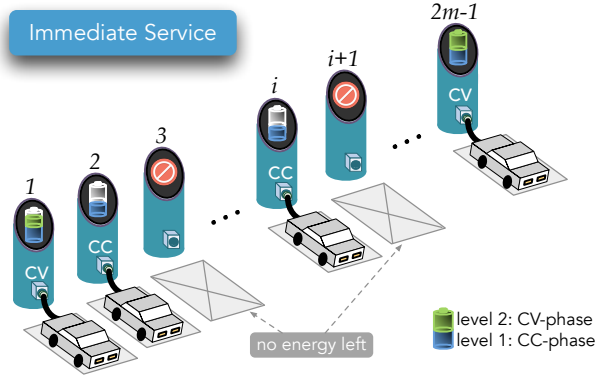 Immediate Service
1
CV
2
CC
3
i
CC
i+1
2m-1
CV
no energy left
level 2: CV-phase
level 1: CC-phase